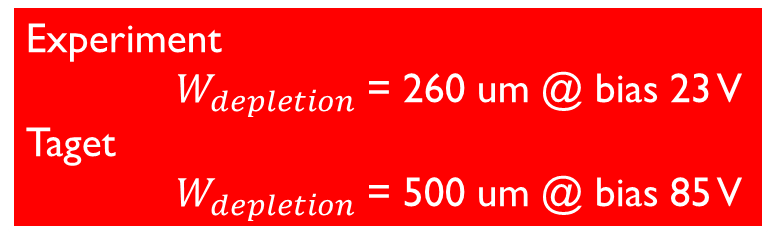 Experiment
W_depletion = 260 um @ bias 23 V
Taget
W_depletion = 500 um @ bias 85 V